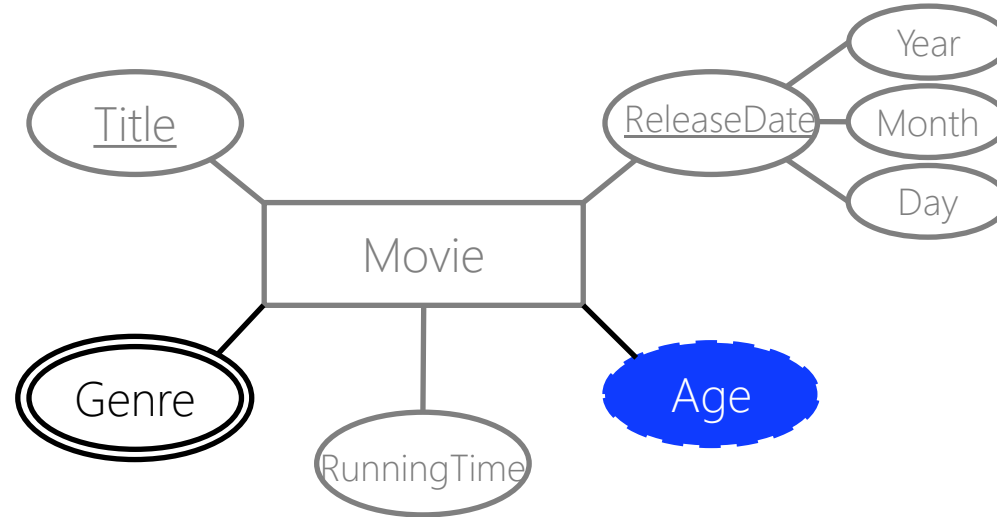 Year
Title
ReleaseDate
Month
Day
Movie
Genre
Age
RunningTime